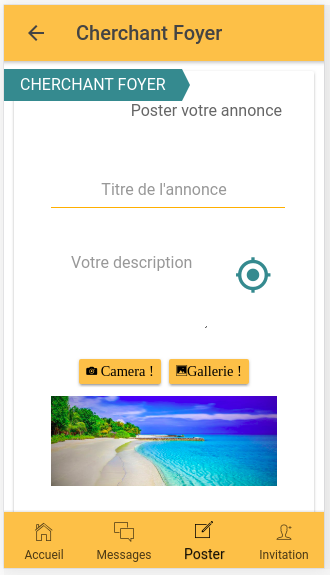 Cherchant Foyer
CHERCHANT FOYER
Poster votre annonce
Titre de l'annonce
Votre description
Camera ! Gallerie !
Accueil Messages Poster Invitation